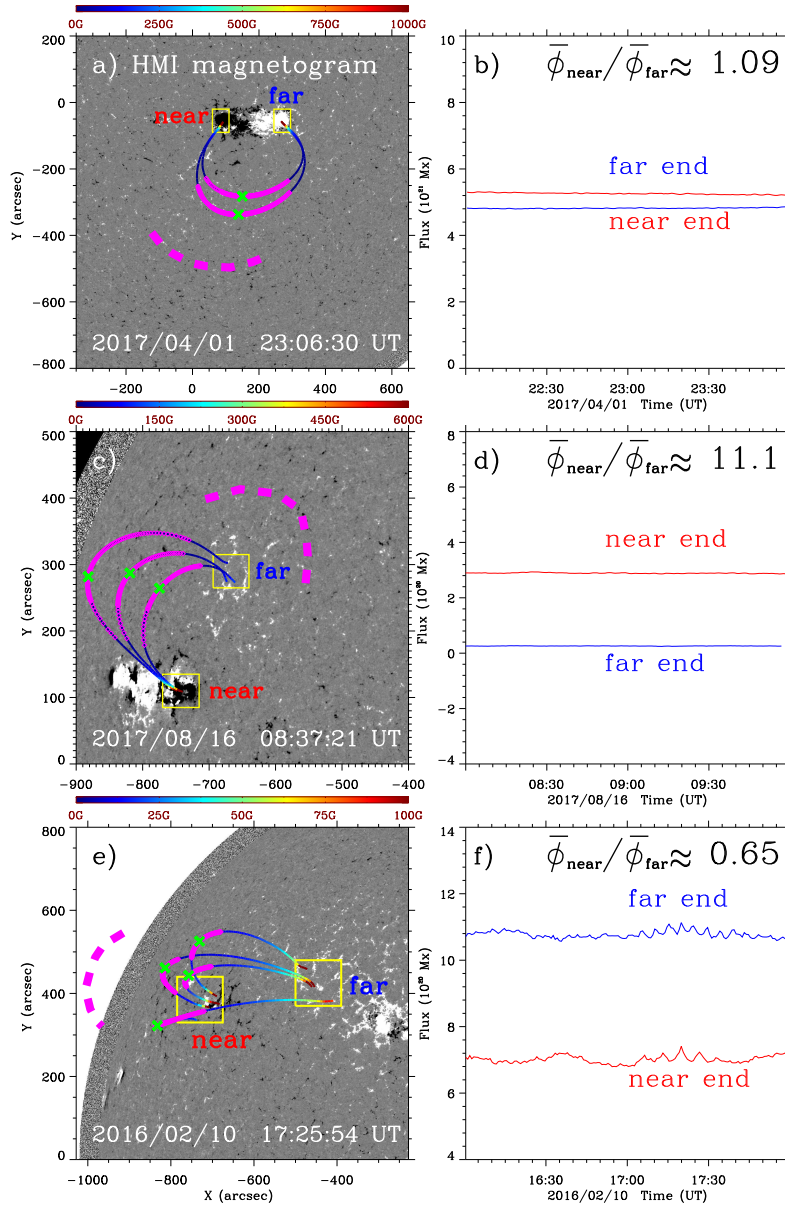 0G 250G 500G 750G 1000G
a) HMI magnetogram
near far
2017/04/01 23:06:30 UT
Y (arcsec)
200
0
-200
-400
-600
-800
-200 0 200 400 600
b) ϕ̅near/ϕ̅far≈ 1.09
far end
near end
Flux (10²¹ Mx)
10
8
6
4
2
0
22:30 23:00 23:30
2017/04/01 Time (UT)
0G 150G 300G 450G 600G
c)
far
near
2017/08/16 08:37:21 UT
Y (arcsec)
500
400
300
200
100
0
-900 -800 -700 -600 -500 -400
d) ϕ̅near/ϕ̅far≈ 11.1
near end
far end
Flux (10²⁰ Mx)
8
6
4
2
0
-2
-4
08:30 09:00 09:30
2017/08/16 Time (UT)
0G 25G 50G 75G 100G
e)
far
near
2016/02/10 17:25:54 UT
Y (arcsec)
800
600
400
200
0
-1000 -800 -600 -400
X (arcsec)
f) ϕ̅near/ϕ̅far≈ 0.65
far end
near end
14
12
10
8
6
4
16:30 17:00 17:30
2016/02/10 Time (UT)